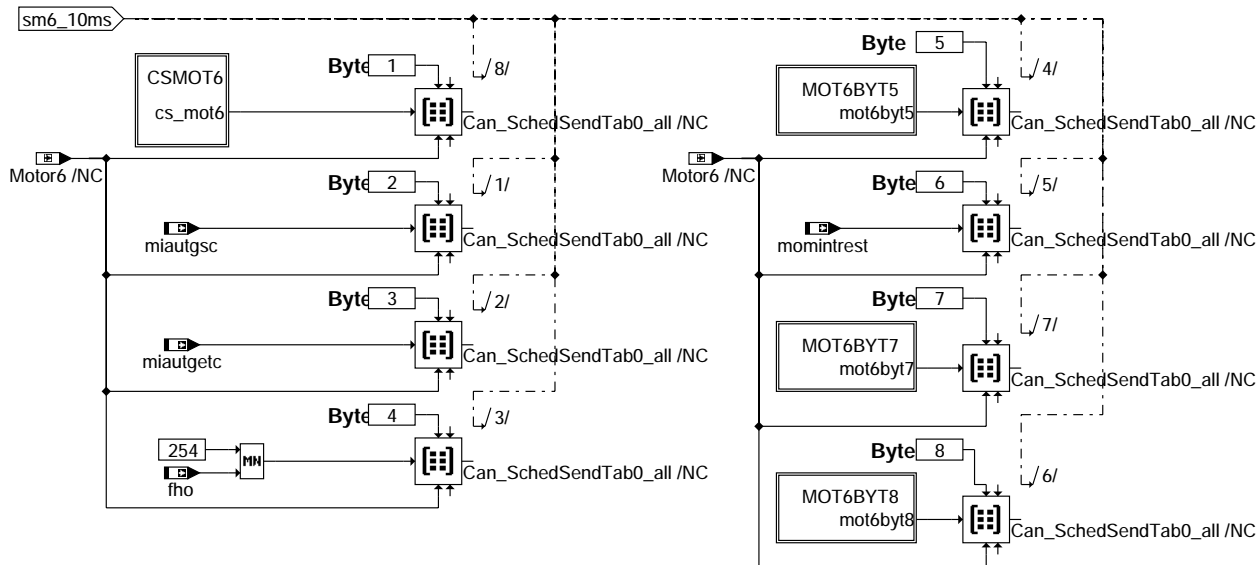 sm6_10ms
CSMOT6
cs_mot6
Byte 1
8/
Can_SchedSendTab0_all /NC
Motor6 /NC
Byte 2
1/
miautgsc
Can_SchedSendTab0_all /NC
Byte 3
2/
miautgetc
Can_SchedSendTab0_all /NC
Byte 4
3/
254
MN
fho
Can_SchedSendTab0_all /NC
Byte 5
4/
MOT6BYT5
mot6byt5
Can_SchedSendTab0_all /NC
Motor6 /NC
Byte 6
5/
momintrest
Can_SchedSendTab0_all /NC
Byte 7
7/
MOT6BYT7
mot6byt7
Can_SchedSendTab0_all /NC
Byte 8
6/
MOT6BYT8
mot6byt8
Can_SchedSendTab0_all /NC